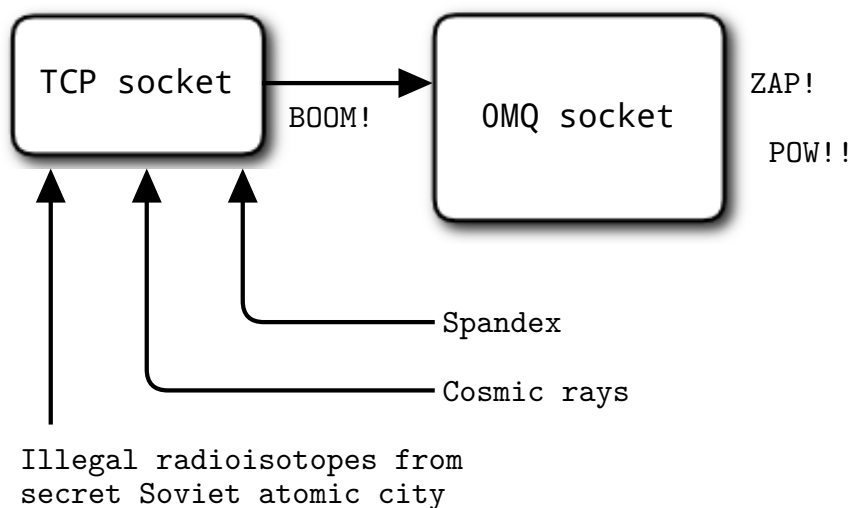 TCP socket
BOOM!
0MQ socket
ZAP!
POW!!
Spandex
Cosmic rays
Illegal radioisotopes from
secret Soviet atomic city